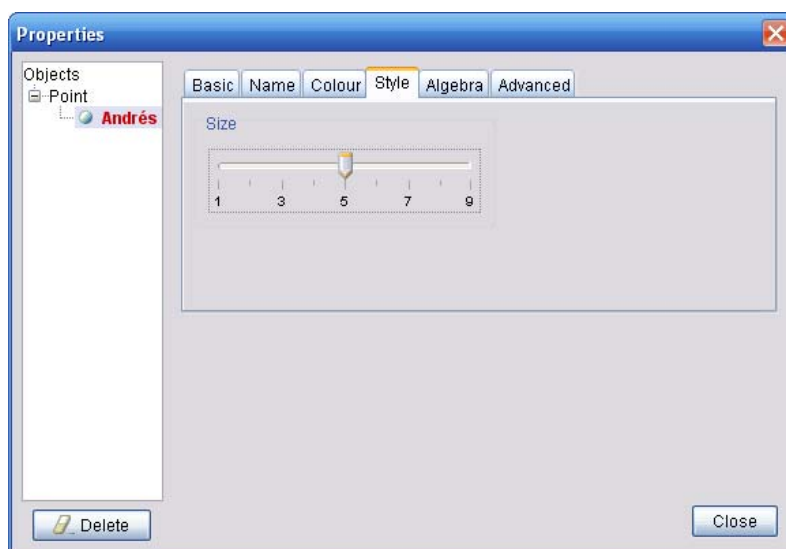 Properties
Objects
Point
Andrés
Basic Name Colour Style Algebra Advanced
Size
1 3 5 7 9
Delete
Close